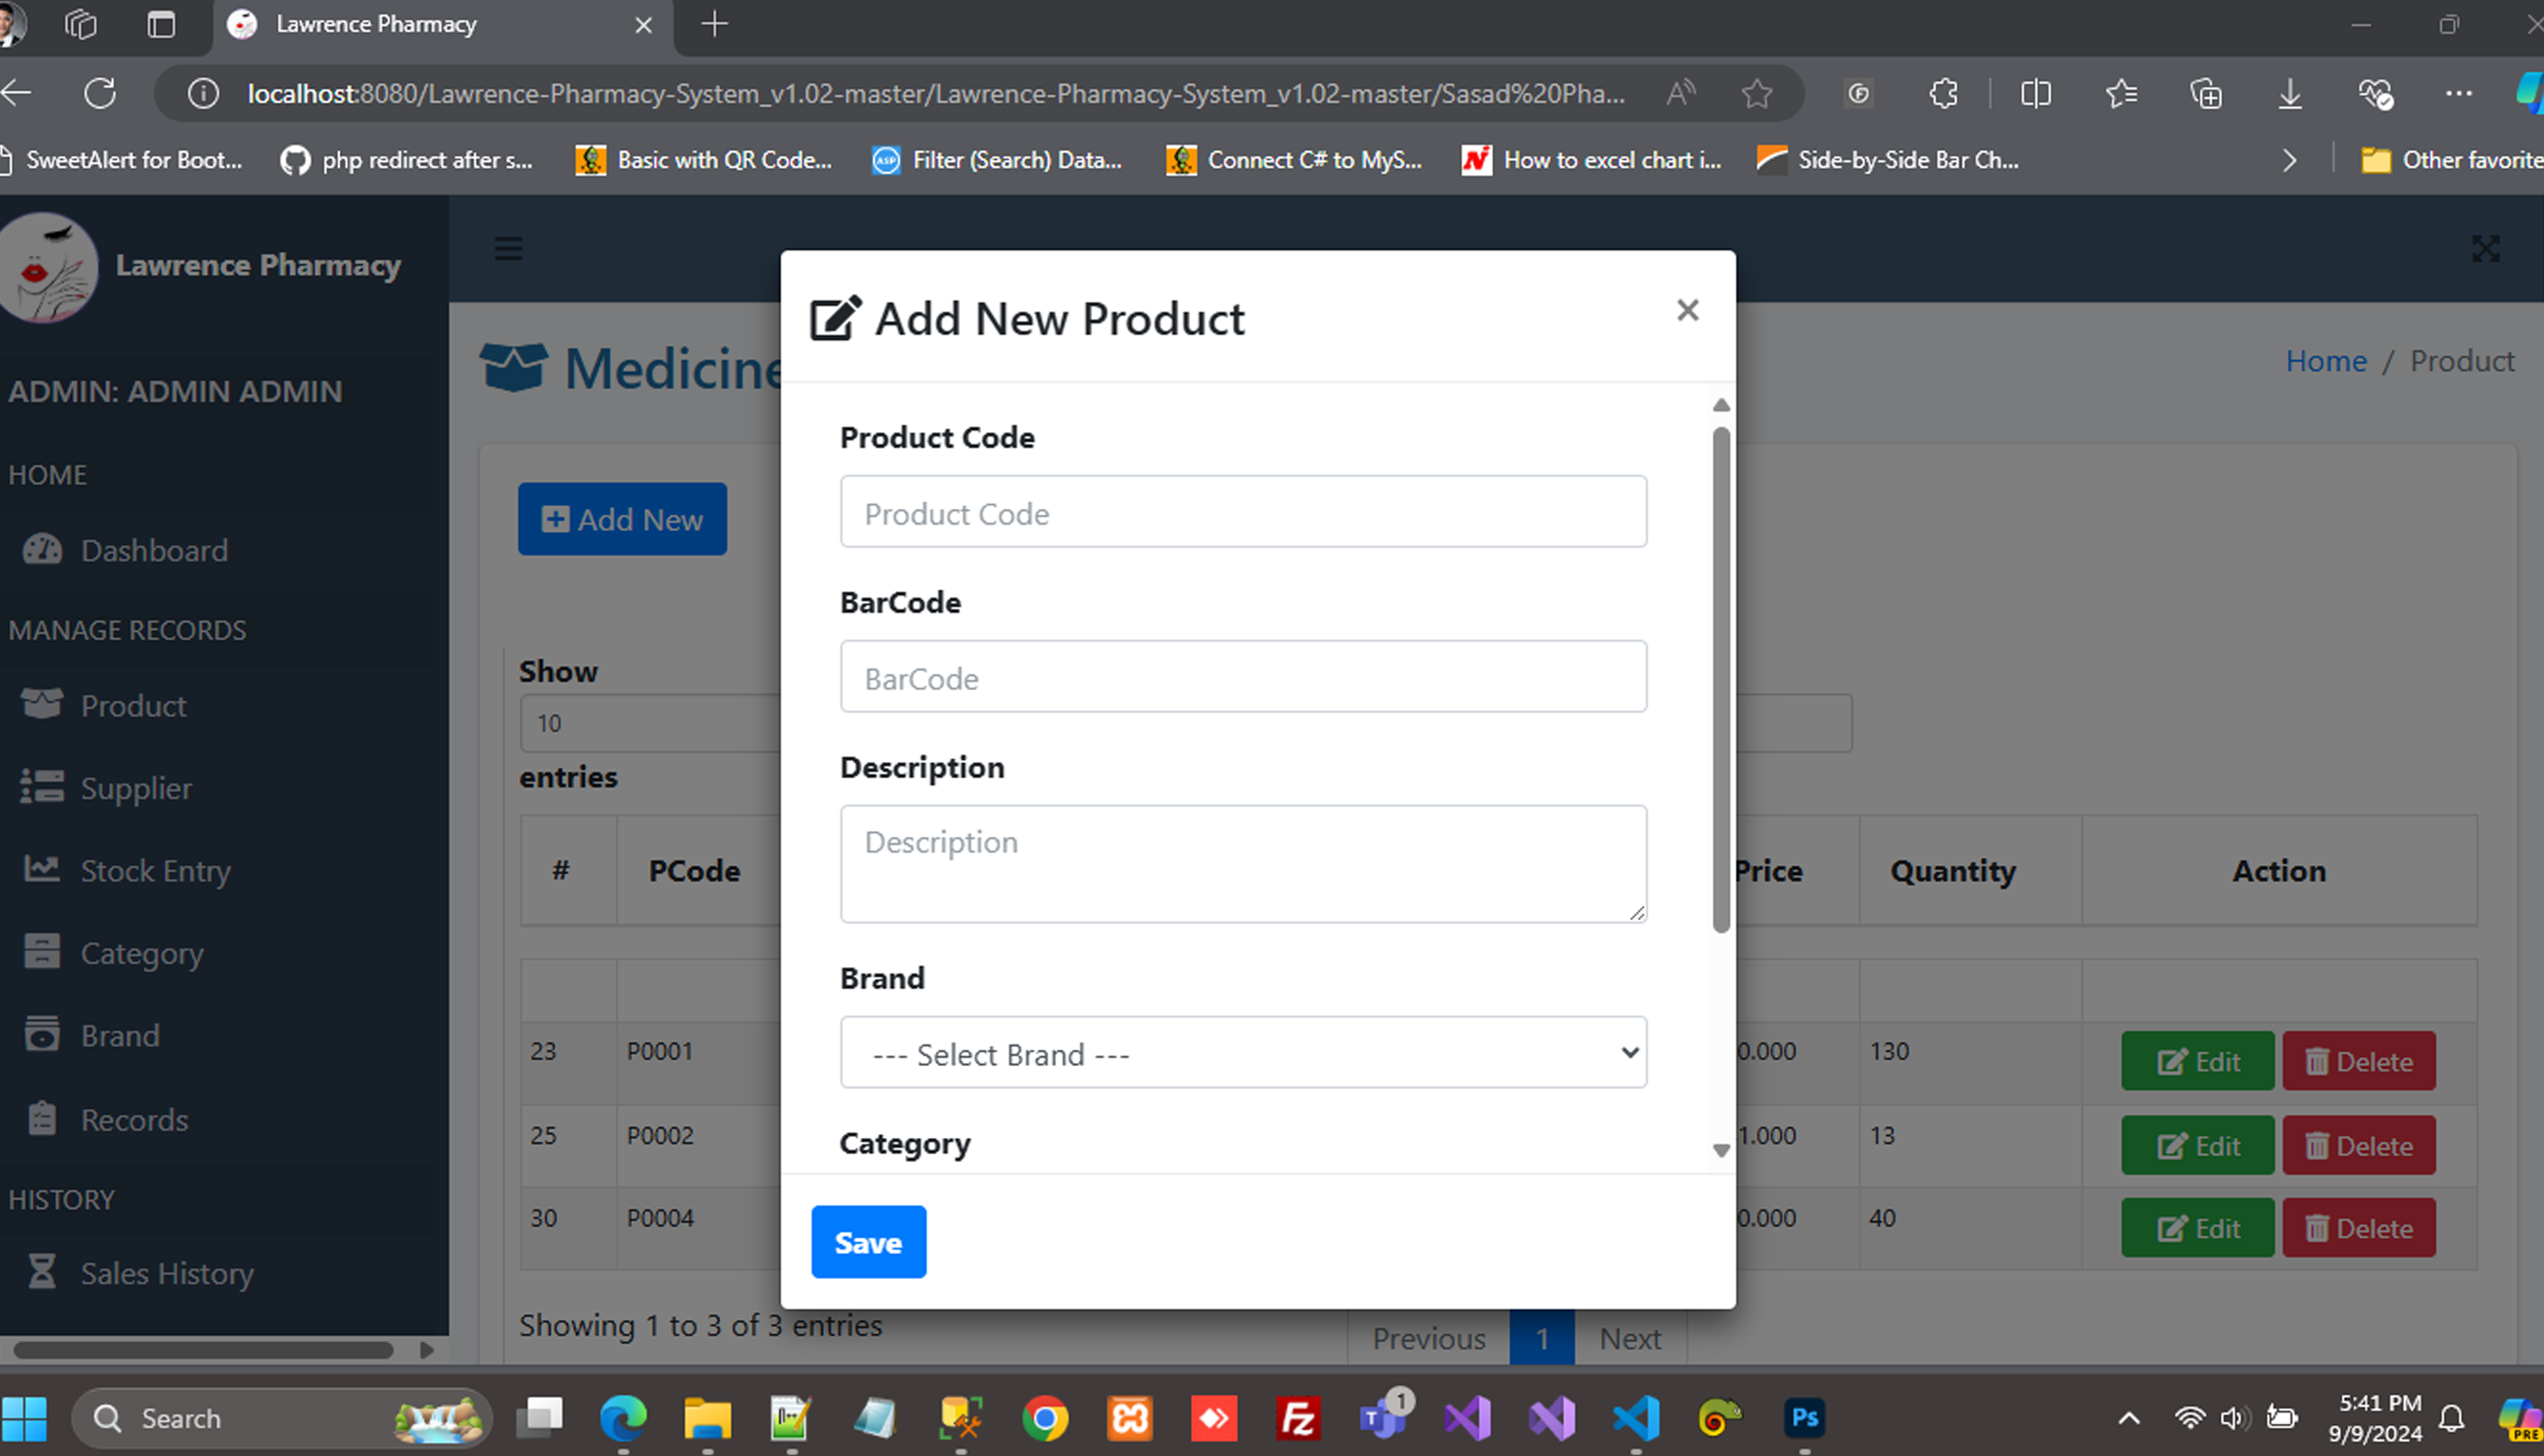 Lawrence Pharmacy
localhost:8080/Lawrence-Pharmacy-System_v1.02-master/Lawrence-Pharmacy-System_v1.02-master/Sasad%20Pha...
SweetAlert for Boot... php redirect after s... Basic with QR Code... ASP Filter (Search) Data... Connect C# to MyS... How to excel chart i... Side-by-Side Bar Ch... Other favorite
Lawrence Pharmacy
ADMIN: ADMIN ADMIN
HOME
Dashboard
MANAGE RECORDS
Product
Supplier
Stock Entry
Category
Brand
Records
HISTORY
Sales History
Medicine
Home / Product
Add New
Show
10
entries
# PCode Price Quantity Action
23 P0001 0.000 130 Edit Delete
25 P0002 1.000 13 Edit Delete
30 P0004 0.000 40 Edit Delete
Showing 1 to 3 of 3 entries
Previous 1 Next
Add New Product
Product Code
Product Code
BarCode
BarCode
Description
Description
Brand
--- Select Brand ---
Category
Save
Search
1
Ps
5:41 PM
9/9/2024
PRE